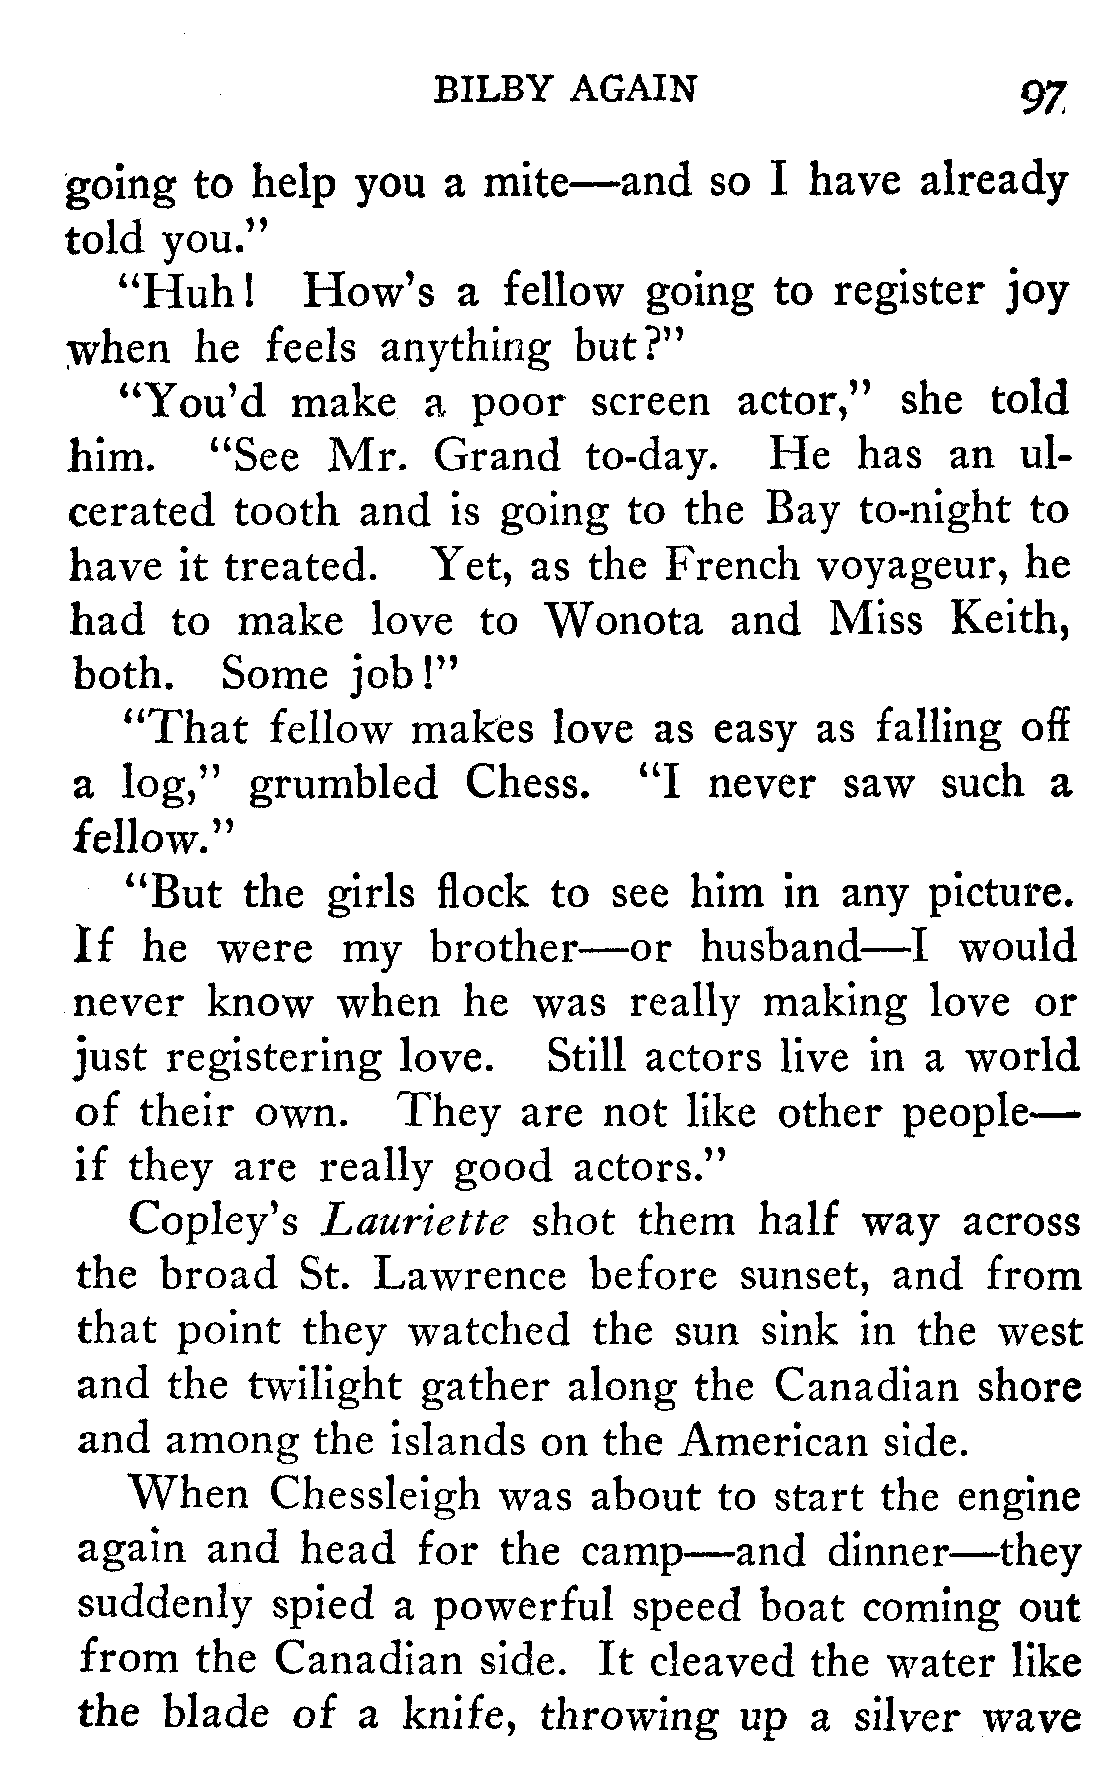 BILBY AGAIN 97
going to help you a mite—and so I have already
told you."
"Huh! How's a fellow going to register joy
when he feels anything but?"
"You'd make a poor screen actor," she told
him. "See Mr. Grand to-day. He has an ul-
cerated tooth and is going to the Bay to-night to
have it treated. Yet, as the French voyageur, he
had to make love to Wonota and Miss Keith,
both. Some job!"
"That fellow makes love as easy as falling off
a log," grumbled Chess. "I never saw such a
fellow."
"But the girls flock to see him in any picture.
If he were my brother—or husband—I would
never know when he was really making love or
just registering love. Still actors live in a world
of their own. They are not like other people—
if they are really good actors."
Copley's Lauriette shot them half way across
the broad St. Lawrence before sunset, and from
that point they watched the sun sink in the west
and the twilight gather along the Canadian shore
and among the islands on the American side.
When Chessleigh was about to start the engine
again and head for the camp—and dinner—they
suddenly spied a powerful speed boat coming out
from the Canadian side. It cleaved the water like
the blade of a knife, throwing up a silver wave